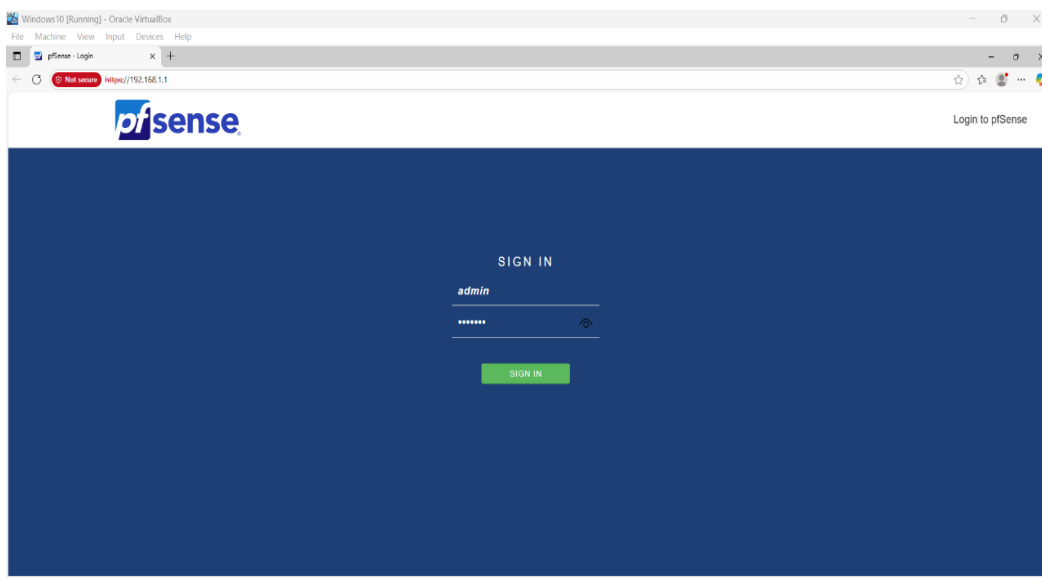 Windows10 [Running] - Oracle VirtualBox
File Machine View Input Devices Help
pfSense - Login
Not secure https://192.168.1.1
pfsense
Login to pfSense
SIGN IN
admin
•••••••
SIGN IN